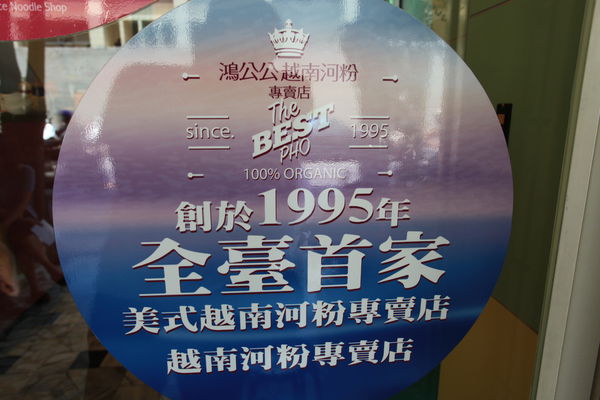 Noodle Shop
鴻公公越南河粉
專賣店
The
since. BEST 1995
PHO
100% ORGANIC
創於1995年
全臺首家
美式越南河粉專賣店
越南河粉專賣店